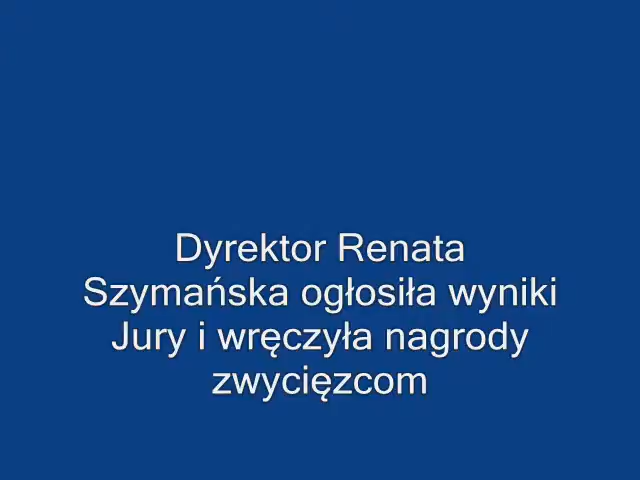 Dyrektor Renata
Szymańska ogłosiła wyniki
Jury i wręczyła nagrody
zwycięzcom